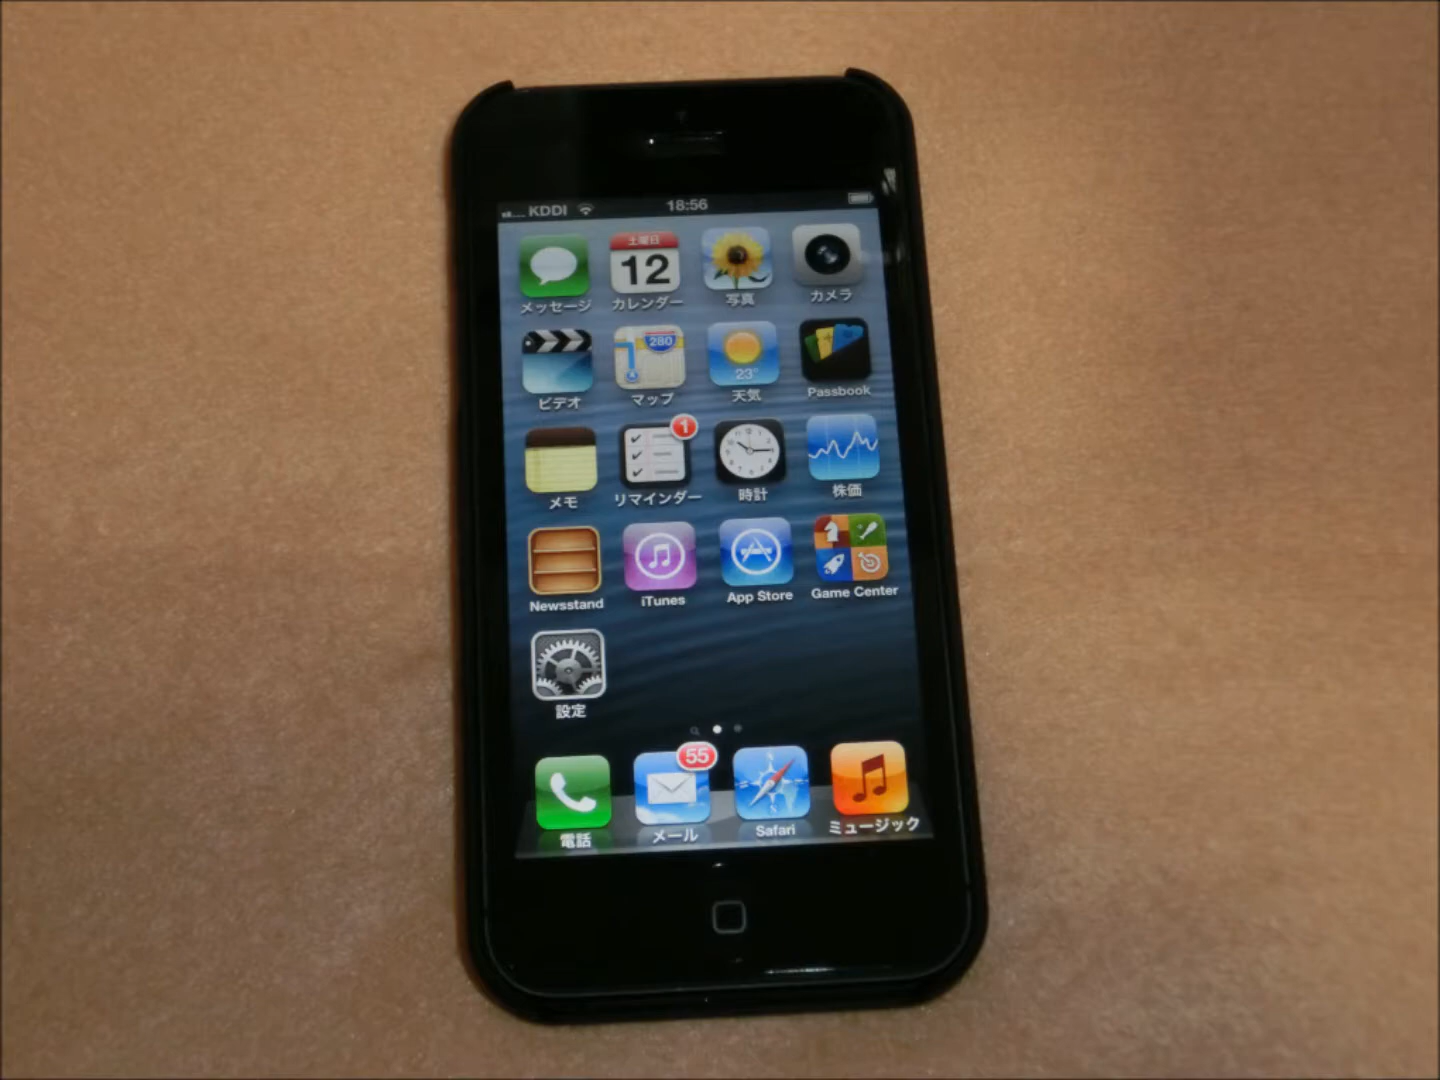 KDDI 18:56
土曜日
12
メッセージ カレンダー 写真 カメラ
280
23°
ビデオ マップ 天気 Passbook
1
メモ リマインダー 時計 株価
Newsstand iTunes App Store Game Center
設定
55
電話 メール Safari ミュージック